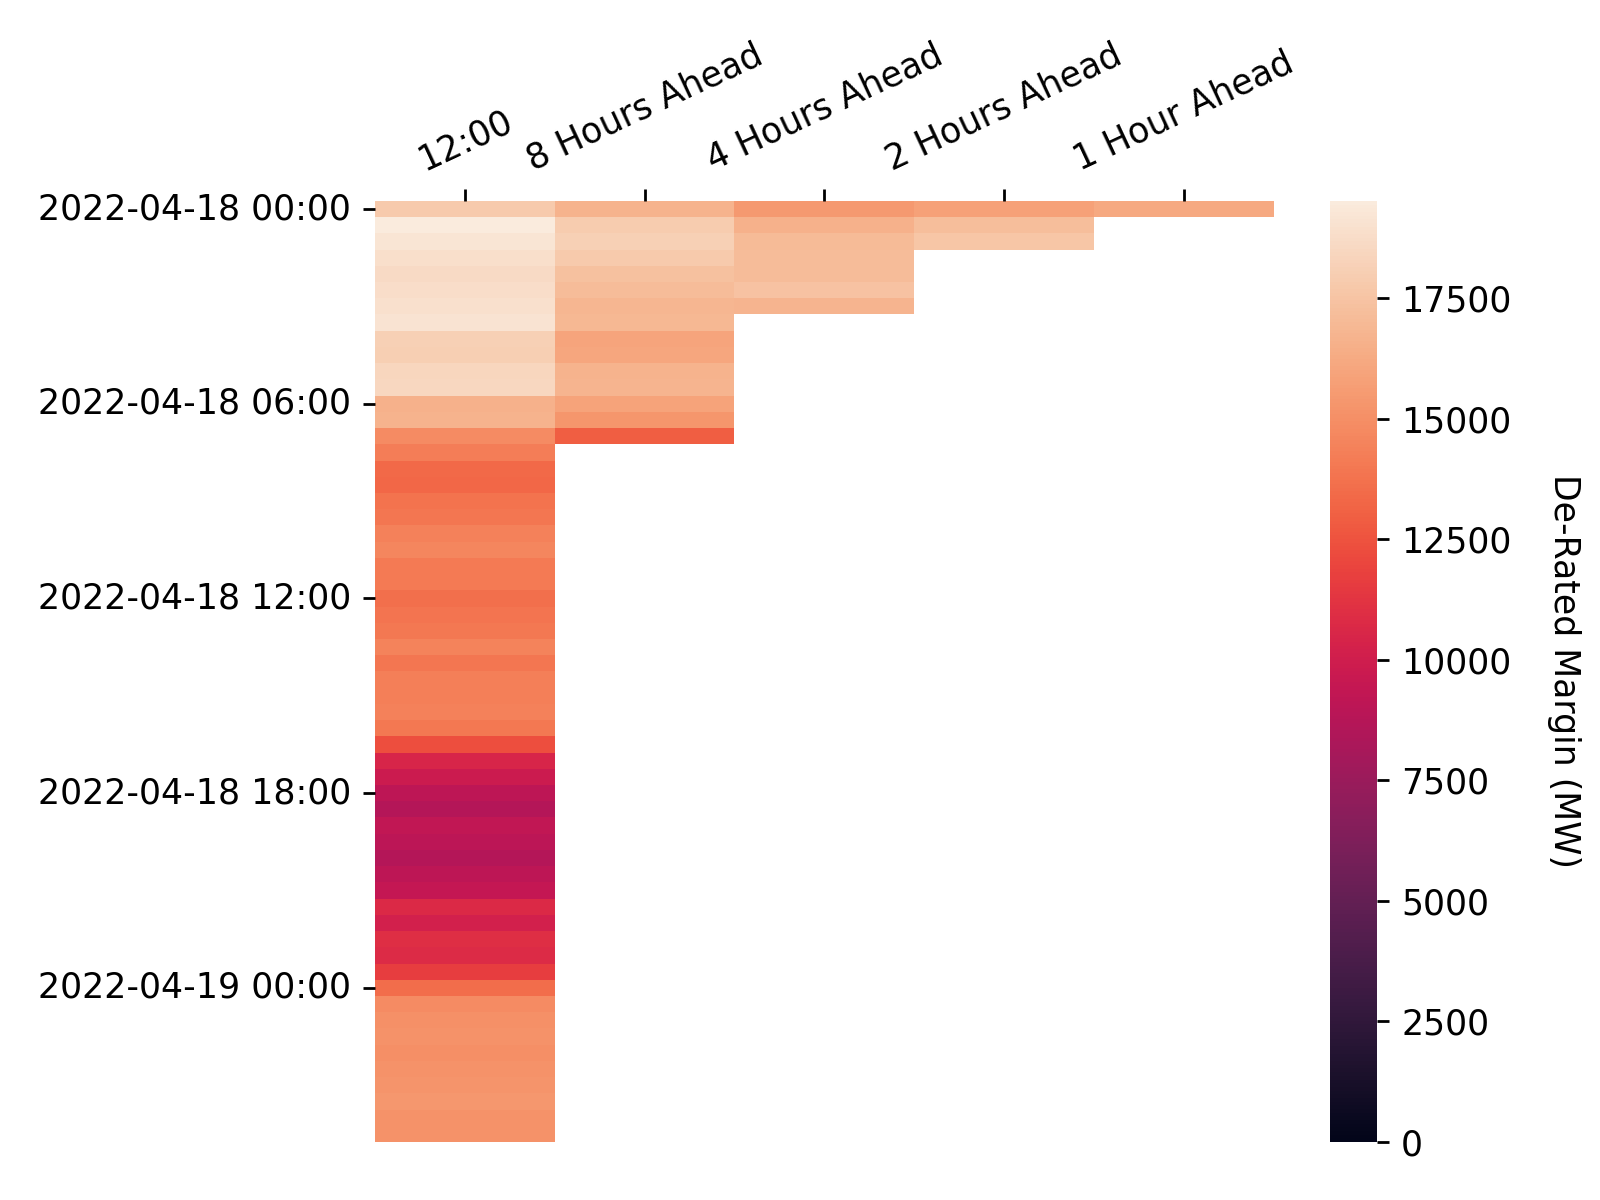 12:00
8 Hours Ahead
4 Hours Ahead
2 Hours Ahead
1 Hour Ahead
2022-04-18 00:00
2022-04-18 06:00
2022-04-18 12:00
2022-04-18 18:00
2022-04-19 00:00
17500
15000
12500
10000
7500
5000
2500
0
De-Rated Margin (MW)